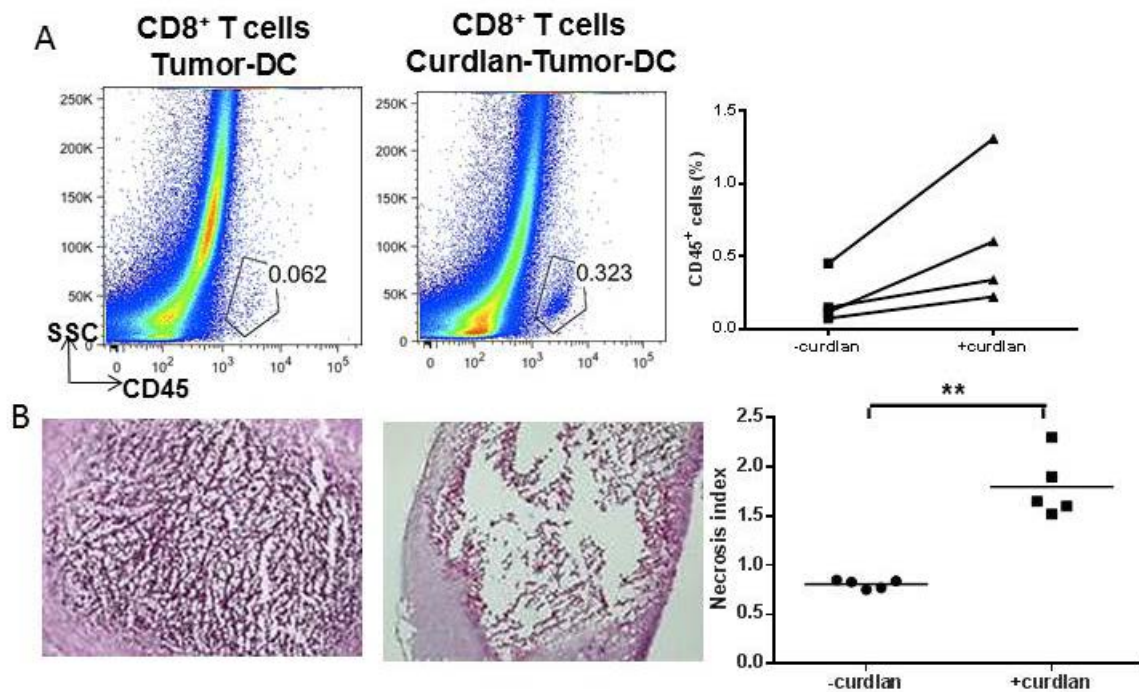 A
CD8⁺ T cells
Tumor-DC
CD8⁺ T cells
Curdlan-Tumor-DC
250K
200K
150K
100K
50K
0
0.062
0 10² 10³ 10⁴ 10⁵
SSC
CD45
250K
200K
150K
100K
50K
0
0.323
0 10² 10³ 10⁴ 10⁵
CD45⁺ cells (%)
1.5
1.0
0.5
0.0
-curdlan +curdlan
B
**
Necrosis index
2.5
2.0
1.5
1.0
0.5
0.0
-curdlan +curdlan